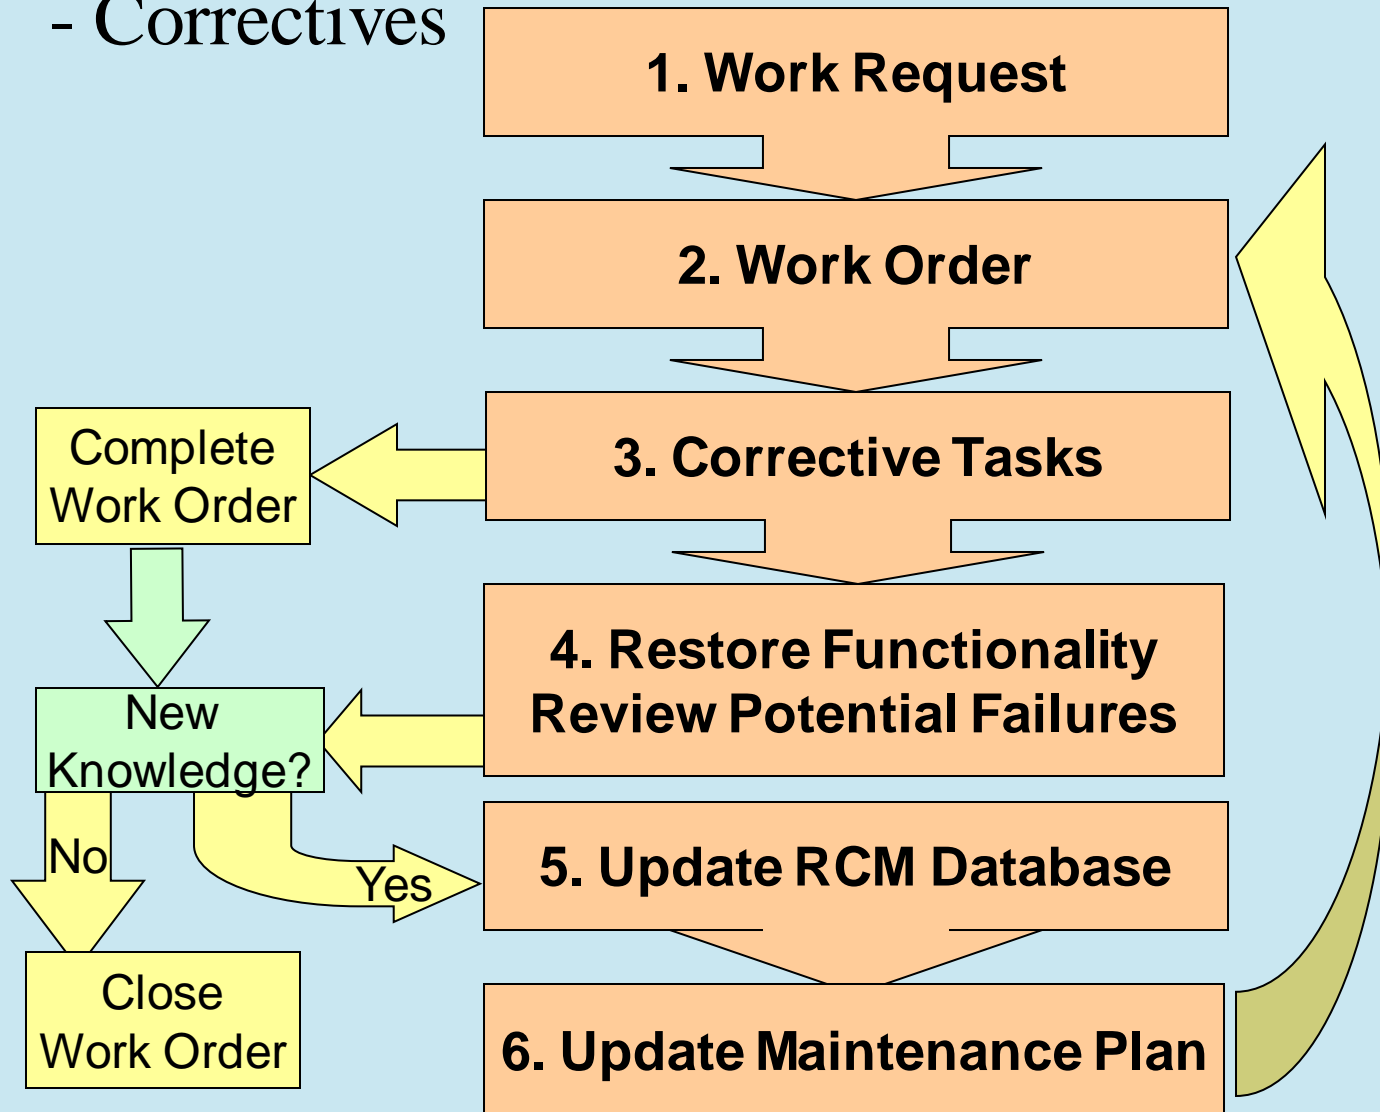 - Correctives
1. Work Request
2. Work Order
3. Corrective Tasks
Complete
Work Order
4. Restore Functionality
Review Potential Failures
New
Knowledge?
No
Yes
5. Update RCM Database
Close
Work Order
6. Update Maintenance Plan